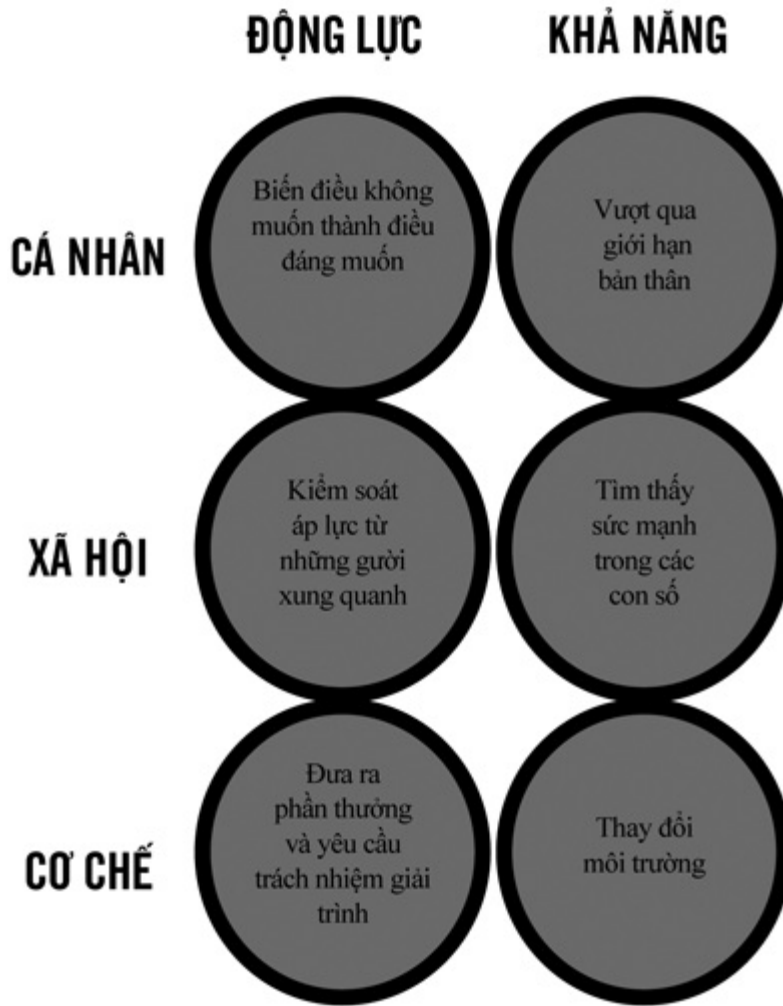 ĐỘNG LỰC KHẢ NĂNG
CÁ NHÂN
Biến điều không
muốn thành điều
đáng muốn
Vượt qua
giới hạn
bản thân
XÃ HỘI
Kiểm soát
áp lực từ
những gười
xung quanh
Tìm thấy
sức mạnh
trong các
con số
CƠ CHẾ
Đưa ra
phần thưởng
và yêu cầu
trách nhiệm giải
trình
Thay đổi
môi trường